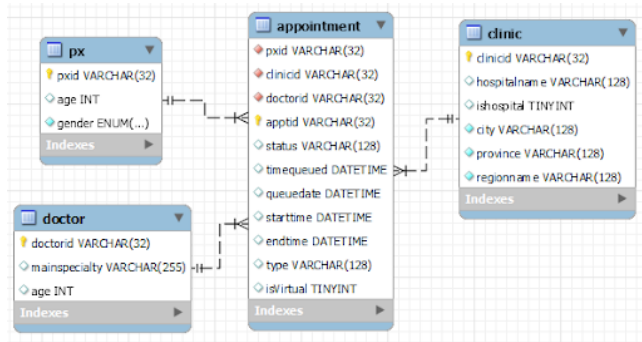 px
pxid VARCHAR(32)
age INT
gender ENUM(...)
Indexes
appointment
pxid VARCHAR(32)
clinicid VARCHAR(32)
doctorid VARCHAR(32)
apptid VARCHAR(32)
status VARCHAR(128)
timequeued DATETIME
queuedate DATETIME
starttime DATETIME
endtime DATETIME
type VARCHAR(128)
isVirtual TINYINT
Indexes
clinic
clinicid VARCHAR(32)
hospitalname VARCHAR(128)
ishospital TINYINT
city VARCHAR(128)
province VARCHAR(128)
regionname VARCHAR(128)
Indexes
doctor
doctorid VARCHAR(32)
mainspecialty VARCHAR(255)
age INT
Indexes